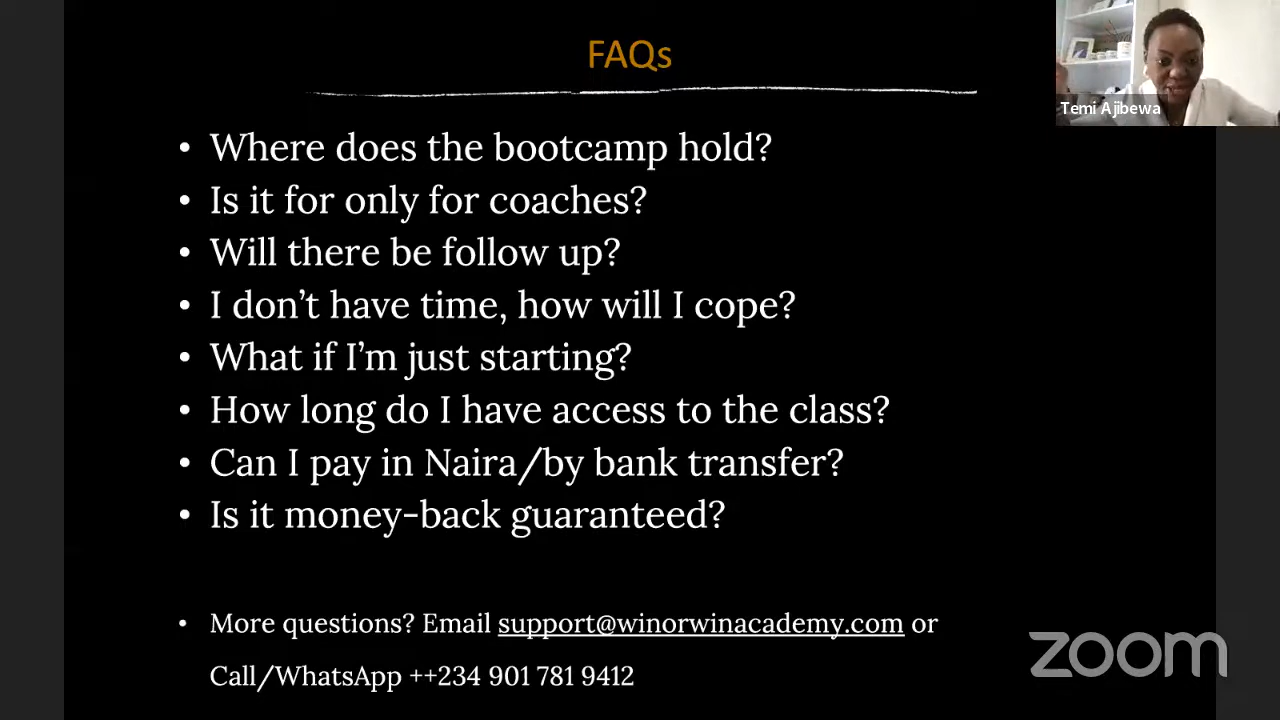 FAQs
Temi Ajibewa
• Where does the bootcamp hold?
• Is it for only for coaches?
• Will there be follow up?
• I don’t have time, how will I cope?
• What if I’m just starting?
• How long do I have access to the class?
• Can I pay in Naira/by bank transfer?
• Is it money-back guaranteed?
• More questions? Email support@winorwinacademy.com or
Call/WhatsApp ++234 901 781 9412
zoom